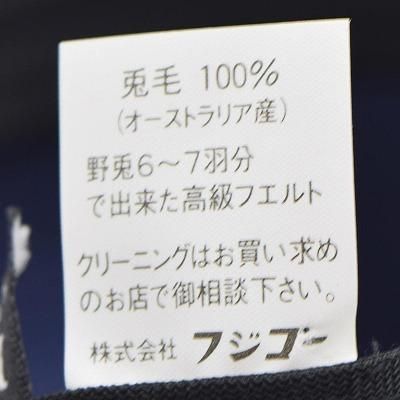 兎毛 100%
(オーストラリア産)
野兎6～7羽分
で出来た高級フエルト
クリーニングはお買い求め
のお店で御相談下さい。
株式会社 フジゴン